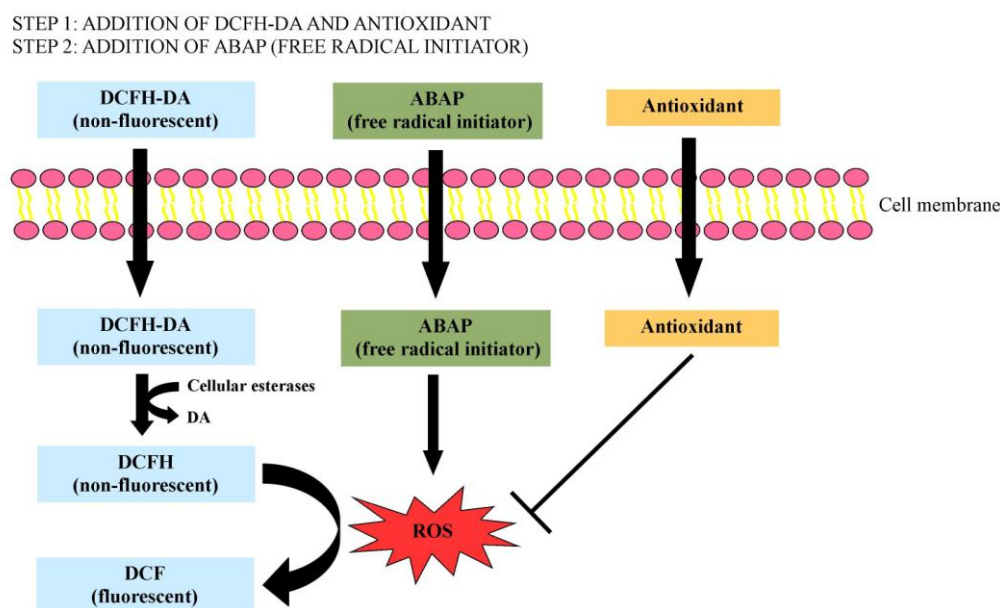 STEP 1: ADDITION OF DCFH-DA AND ANTIOXIDANT
STEP 2: ADDITION OF ABAP (FREE RADICAL INITIATOR)
DCFH-DA
(non-fluorescent)
ABAP
(free radical initiator)
Antioxidant
Cell membrane
DCFH-DA
(non-fluorescent)
ABAP
(free radical initiator)
Antioxidant
Cellular esterases
DA
DCFH
(non-fluorescent)
ROS
DCF
(fluorescent)